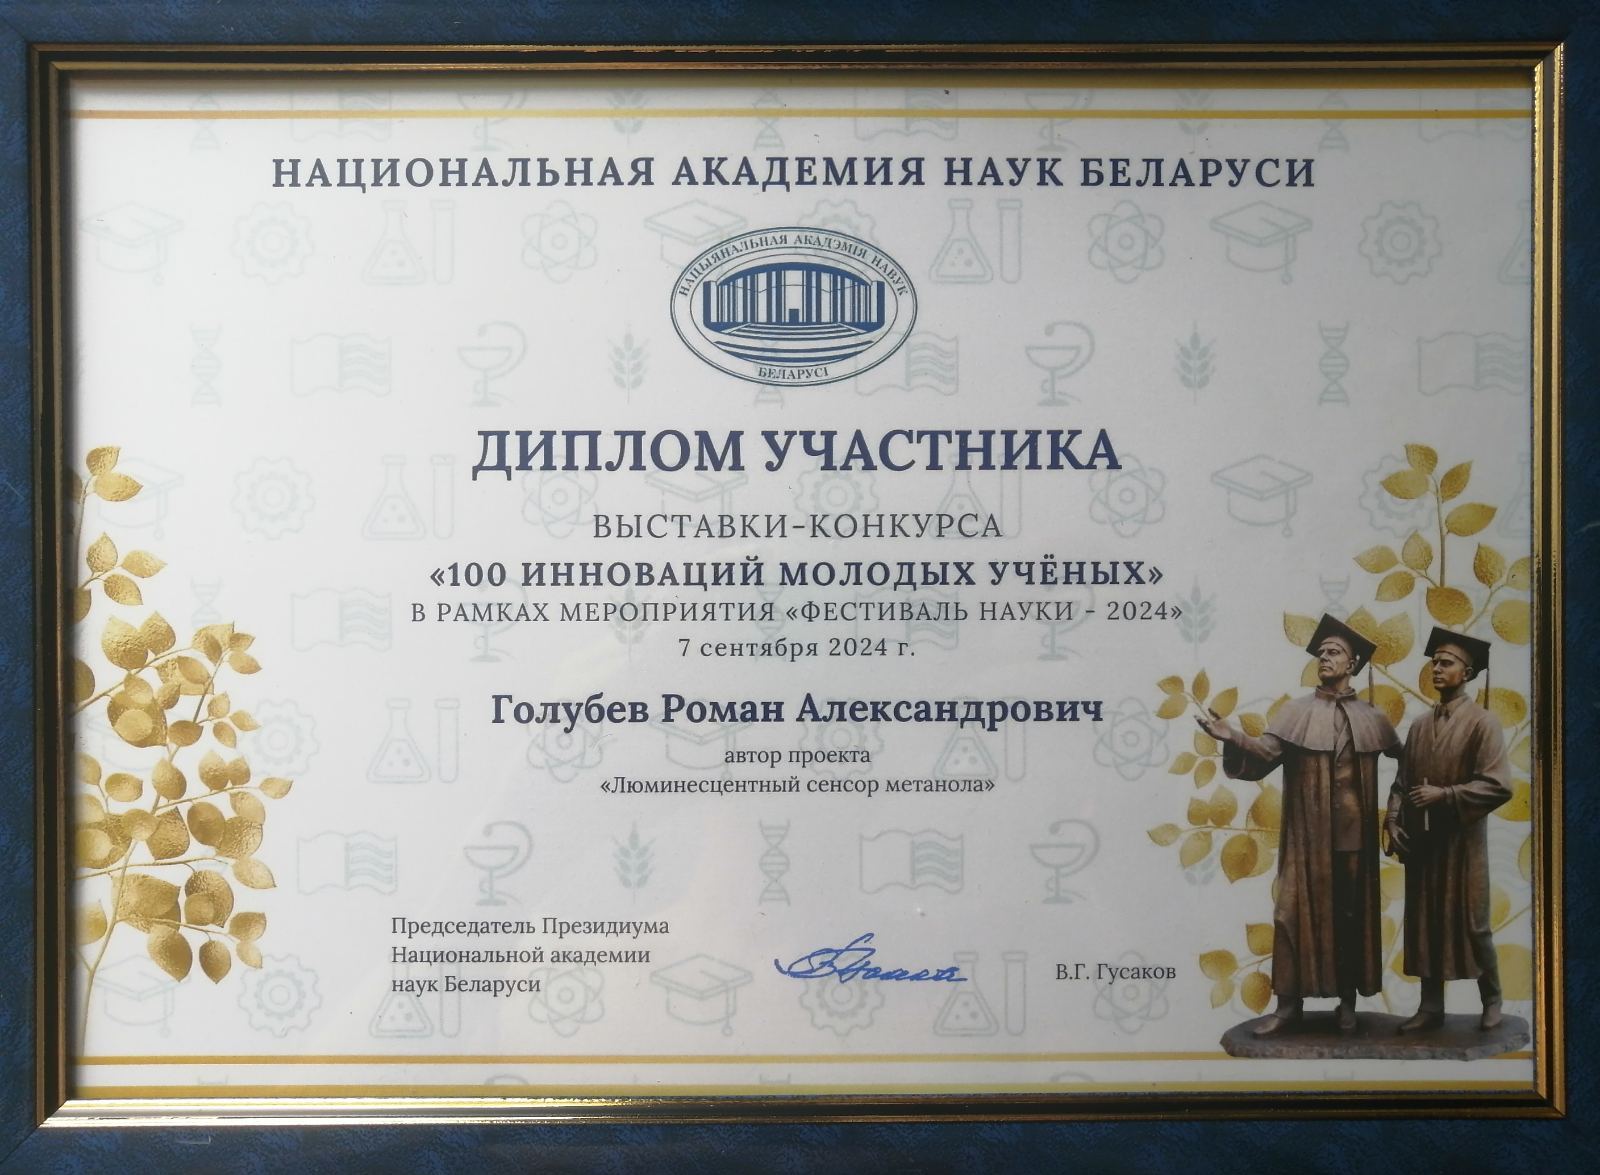 НАЦИОНАЛЬНАЯ АКАДЕМИЯ НАУК БЕЛАРУСИ
НАЦЫЯНАЛЬНАЯ АКАДЭМІЯ НАВУК
БЕЛАРУСІ
ДИПЛОМ УЧАСТНИКА
ВЫСТАВКИ-КОНКУРСА
«100 ИННОВАЦИЙ МОЛОДЫХ УЧЁНЫХ»
В РАМКАХ МЕРОПРИЯТИЯ «ФЕСТИВАЛЬ НАУКИ - 2024»
7 сентября 2024 г.
Голубев Роман Александрович
автор проекта
«Люминесцентный сенсор метанола»
Председатель Президиума
Национальной академии
наук Беларуси
В.Г. Гусаков